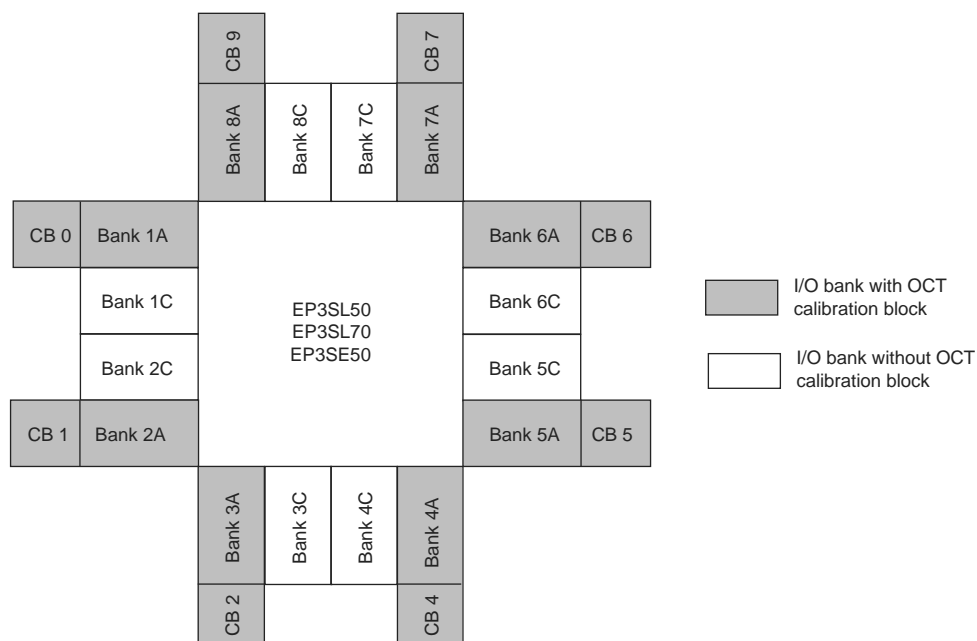 CB 9
CB 7
Bank 8A
Bank 8C
Bank 7C
Bank 7A
CB 0
Bank 1A
Bank 6A
CB 6
Bank 1C
Bank 6C
EP3SL50
EP3SL70
EP3SE50
Bank 2C
Bank 5C
CB 1
Bank 2A
Bank 5A
CB 5
Bank 3A
Bank 3C
Bank 4C
Bank 4A
CB 2
CB 4
I/O bank with OCT
calibration block
I/O bank without OCT
calibration block